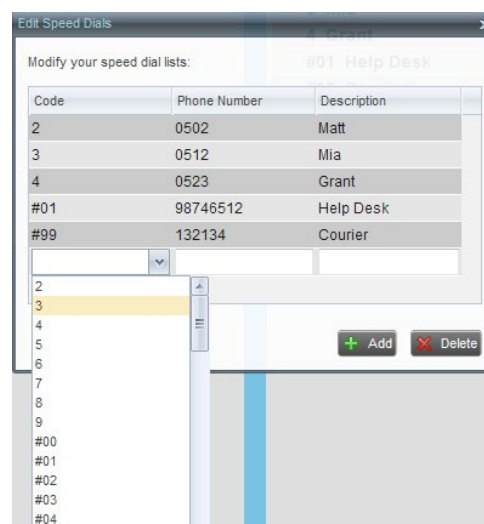 Edit Speed Dials
4 Grant
Modify your speed dial lists:
#01 Help Desk
Code Phone Number Description
2 0502 Matt
3 0512 Mia
4 0523 Grant
#01 98746512 Help Desk
#99 132134 Courier
2
3
4
5
6
7
8
9
#00
#01
#02
#03
#04
Add
Delete